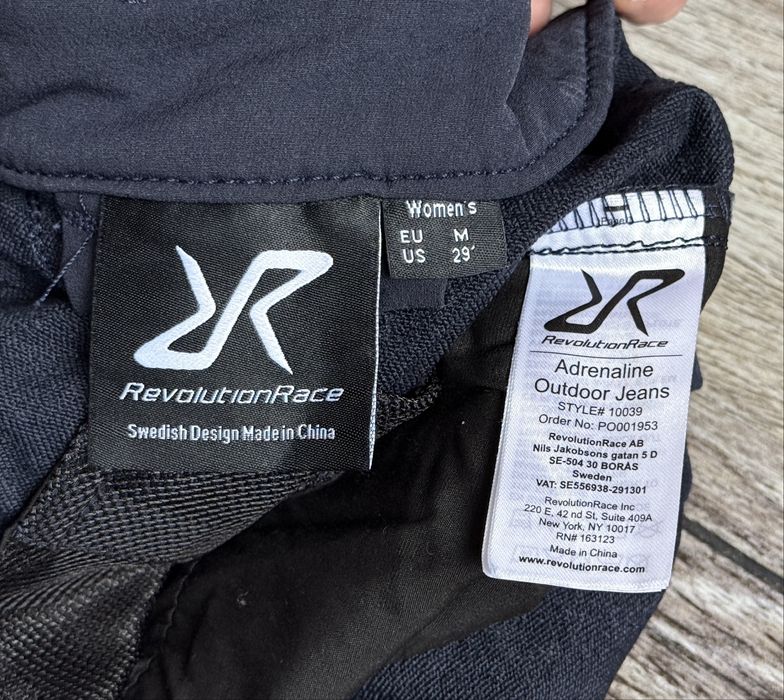 RevolutionRace
Swedish Design Made in China
Women's
EU M
US 29'
RevolutionRace
Adrenaline
Outdoor Jeans
STYLE# 10039
Order No: PO001953
RevolutionRace AB
Nils Jakobsons gatan 5 D
SE-504 30 BORÅS
Sweden
VAT: SE556938-291301
RevolutionRace Inc
220 E. 42 nd St, Suite 409A
New York, NY 10017
RN# 163123
Made in China
www.revolutionrace.com